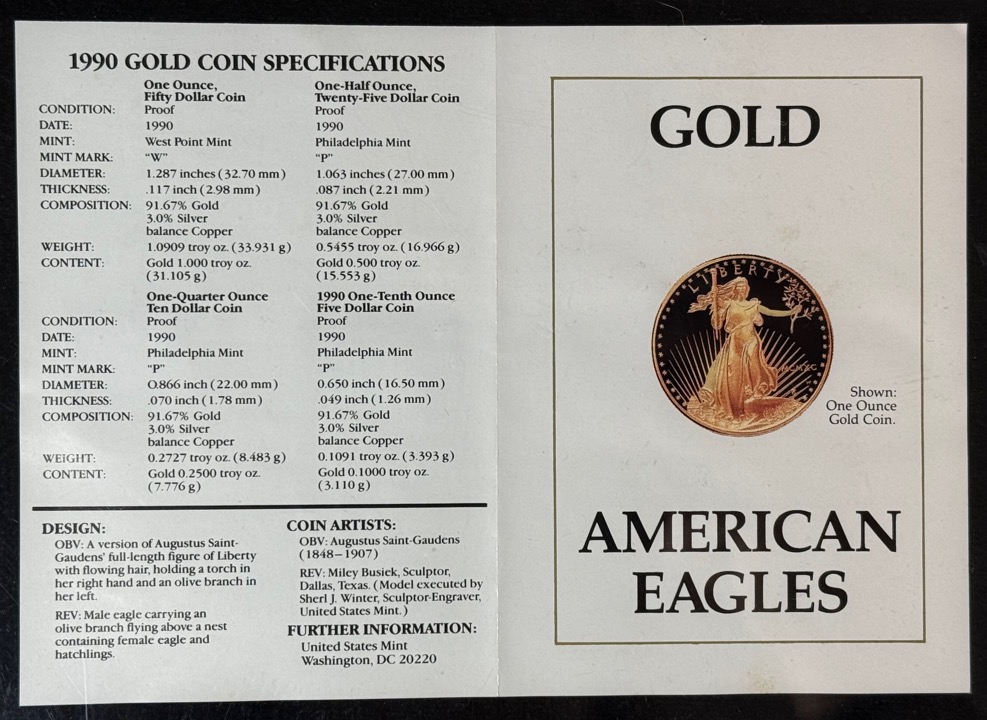 1990 GOLD COIN SPECIFICATIONS
One Ounce,
Fifty Dollar Coin
One-Half Ounce,
Twenty-Five Dollar Coin
CONDITION: Proof Proof
DATE: 1990 1990
MINT: West Point Mint Philadelphia Mint
MINT MARK: "W" "P"
DIAMETER: 1.287 inches (32.70 mm) 1.063 inches (27.00 mm)
THICKNESS: .117 inch (2.98 mm) .087 inch (2.21 mm)
COMPOSITION: 91.67% Gold 91.67% Gold
3.0% Silver 3.0% Silver
balance Copper balance Copper
WEIGHT: 1.0909 troy oz. (33.931 g) 0.5455 troy oz. (16.966 g)
CONTENT: Gold 1.000 troy oz. Gold 0.500 troy oz.
(31.105 g) (15.553 g)
One-Quarter Ounce
Ten Dollar Coin
1990 One-Tenth Ounce
Five Dollar Coin
CONDITION: Proof Proof
DATE: 1990 1990
MINT: Philadelphia Mint Philadelphia Mint
MINT MARK: "P" "P"
DIAMETER: 0.866 inch (22.00 mm) 0.650 inch (16.50 mm)
THICKNESS: .070 inch (1.78 mm) .049 inch (1.26 mm)
COMPOSITION: 91.67% Gold 91.67% Gold
3.0% Silver 3.0% Silver
balance Copper balance Copper
WEIGHT: 0.2727 troy oz. (8.483 g) 0.1091 troy oz. (3.393 g)
CONTENT: Gold 0.2500 troy oz. Gold 0.1000 troy oz.
(7.776 g) (3.110 g)
DESIGN:
OBV: A version of Augustus Saint-
Gaudens' full-length figure of Liberty
with flowing hair, holding a torch in
her right hand and an olive branch in
her left.
REV: Male eagle carrying an
olive branch flying above a nest
containing female eagle and
hatchlings.
COIN ARTISTS:
OBV: Augustus Saint-Gaudens
(1848–1907)
REV: Miley Busiek, Sculptor,
Dallas, Texas. (Model executed by
Sherl J. Winter, Sculptor-Engraver,
United States Mint.)
FURTHER INFORMATION:
United States Mint
Washington, DC 20220
GOLD
LIBERTY
MCMXC
Shown:
One Ounce
Gold Coin.
AMERICAN
EAGLES